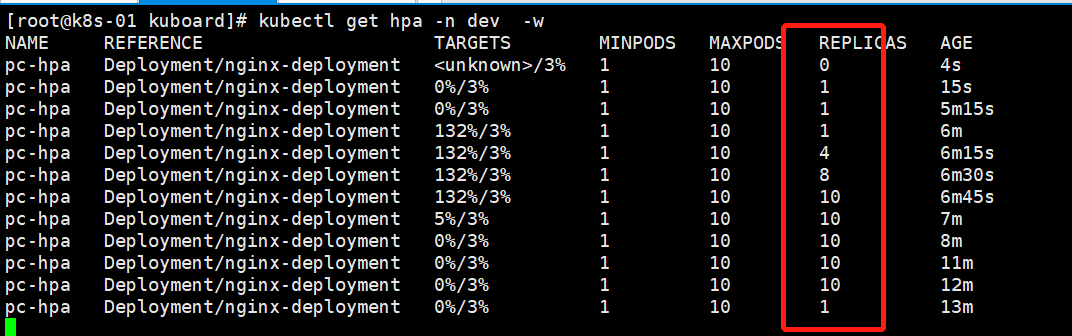 [root@k8s-01 kuboard]# kubectl get hpa -n dev  -w
NAME     REFERENCE                     TARGETS        MINPODS   MAXPODS   REPLICAS   AGE
pc-hpa   Deployment/nginx-deployment   <unknown>/3%   1         10        0          4s
pc-hpa   Deployment/nginx-deployment   0%/3%          1         10        1          15s
pc-hpa   Deployment/nginx-deployment   0%/3%          1         10        1          5m15s
pc-hpa   Deployment/nginx-deployment   132%/3%        1         10        1          6m
pc-hpa   Deployment/nginx-deployment   132%/3%        1         10        4          6m15s
pc-hpa   Deployment/nginx-deployment   132%/3%        1         10        8          6m30s
pc-hpa   Deployment/nginx-deployment   132%/3%        1         10        10         6m45s
pc-hpa   Deployment/nginx-deployment   5%/3%          1         10        10         7m
pc-hpa   Deployment/nginx-deployment   0%/3%          1         10        10         8m
pc-hpa   Deployment/nginx-deployment   0%/3%          1         10        10         11m
pc-hpa   Deployment/nginx-deployment   0%/3%          1         10        10         12m
pc-hpa   Deployment/nginx-deployment   0%/3%          1         10        1          13m